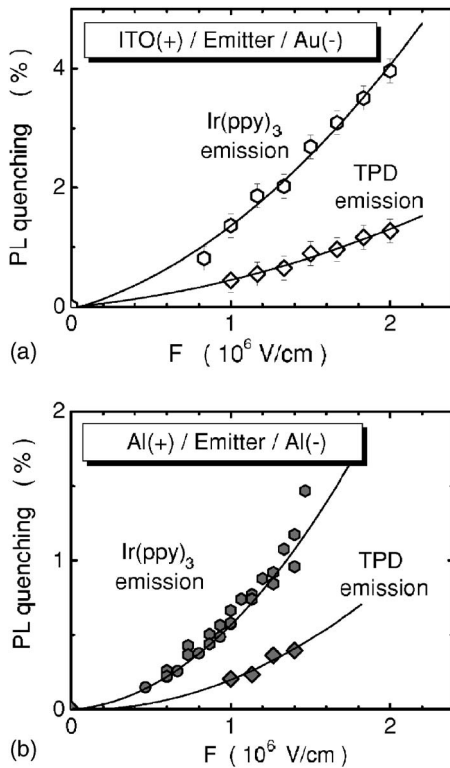 ITO(+) / Emitter / Au(-)
PL quenching ( % )
4
2
0
Ir(ppy)3
emission
TPD
emission
0
1
2
(a)
F ( 10^6 V/cm )
Al(+) / Emitter / Al(-)
PL quenching ( % )
2
1
0
Ir(ppy)3
emission
TPD
emission
0
1
2
(b)
F ( 10^6 V/cm )